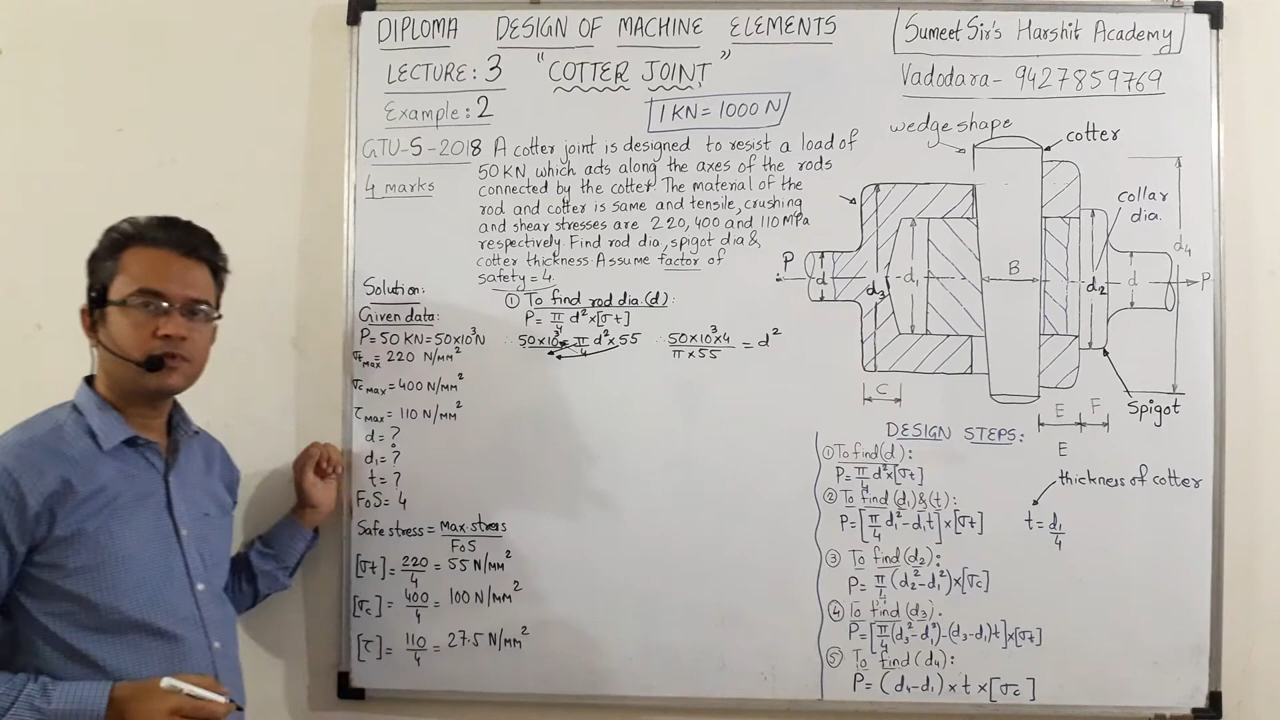 DIPLOMA DESIGN OF MACHINE ELEMENTS
LECTURE: 3 "COTTER JOINT"
Example: 2
1 KN = 1000 N
Sumeet Sir's Harshit Academy
Vadodara - 9427859769
GTU-S-2018 A cotter joint is designed to resist a load of
4 marks
50 KN, which acts along the axes of the rods
connected by the cotter. The material of the
rod and cotter is same and tensile, crushing
and shear stresses are 220, 400 and 110 MPa
respectively. Find rod dia, spigot dia &
cotter thickness. Assume factor of
safety = 4.
Solution:
Given data:
P = 50 KN = 50×10³ N
σt max = 220 N/mm²
σc max = 400 N/mm²
τmax = 110 N/mm²
d = ?
d1 = ?
t = ?
FoS = 4
Safe stress = Max. stress / FoS
[σt] = 220/4 = 55 N/mm²
[σc] = 400/4 = 100 N/mm²
[τ] = 110/4 = 27.5 N/mm²
① To find rod dia. (d):
P = π/4 d² × [σt]
∴ 50×10³ = π/4 d² × 55 ∴ 50×10³×4 / π×55 = d²
wedge shape
cotter
collar
dia.
P
d
d3
d1
B
d2
d
d4
P
C
E
F
Spigot
E
DESIGN STEPS:
① To find (d):
P = π/4 d² × [σt]
thickness of cotter
② To find (d1) & (t):
P = [π/4 d1² - d1t] × [σt]
t = d1/4
③ To find (d2):
P = π/4 (d2² - d1²) × [σc]
④ To find (d3):
P = [π/4 (d3² - d1²) - (d3 - d1)t] × [σt]
⑤ To find (d4):
P = (d4 - d1) × t × [σc]